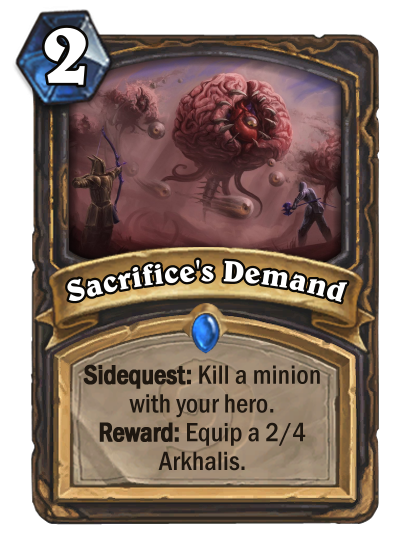 2
Sacrifice's Demand
Sidequest: Kill a minion
with your hero.
Reward: Equip a 2/4
Arkhalis.